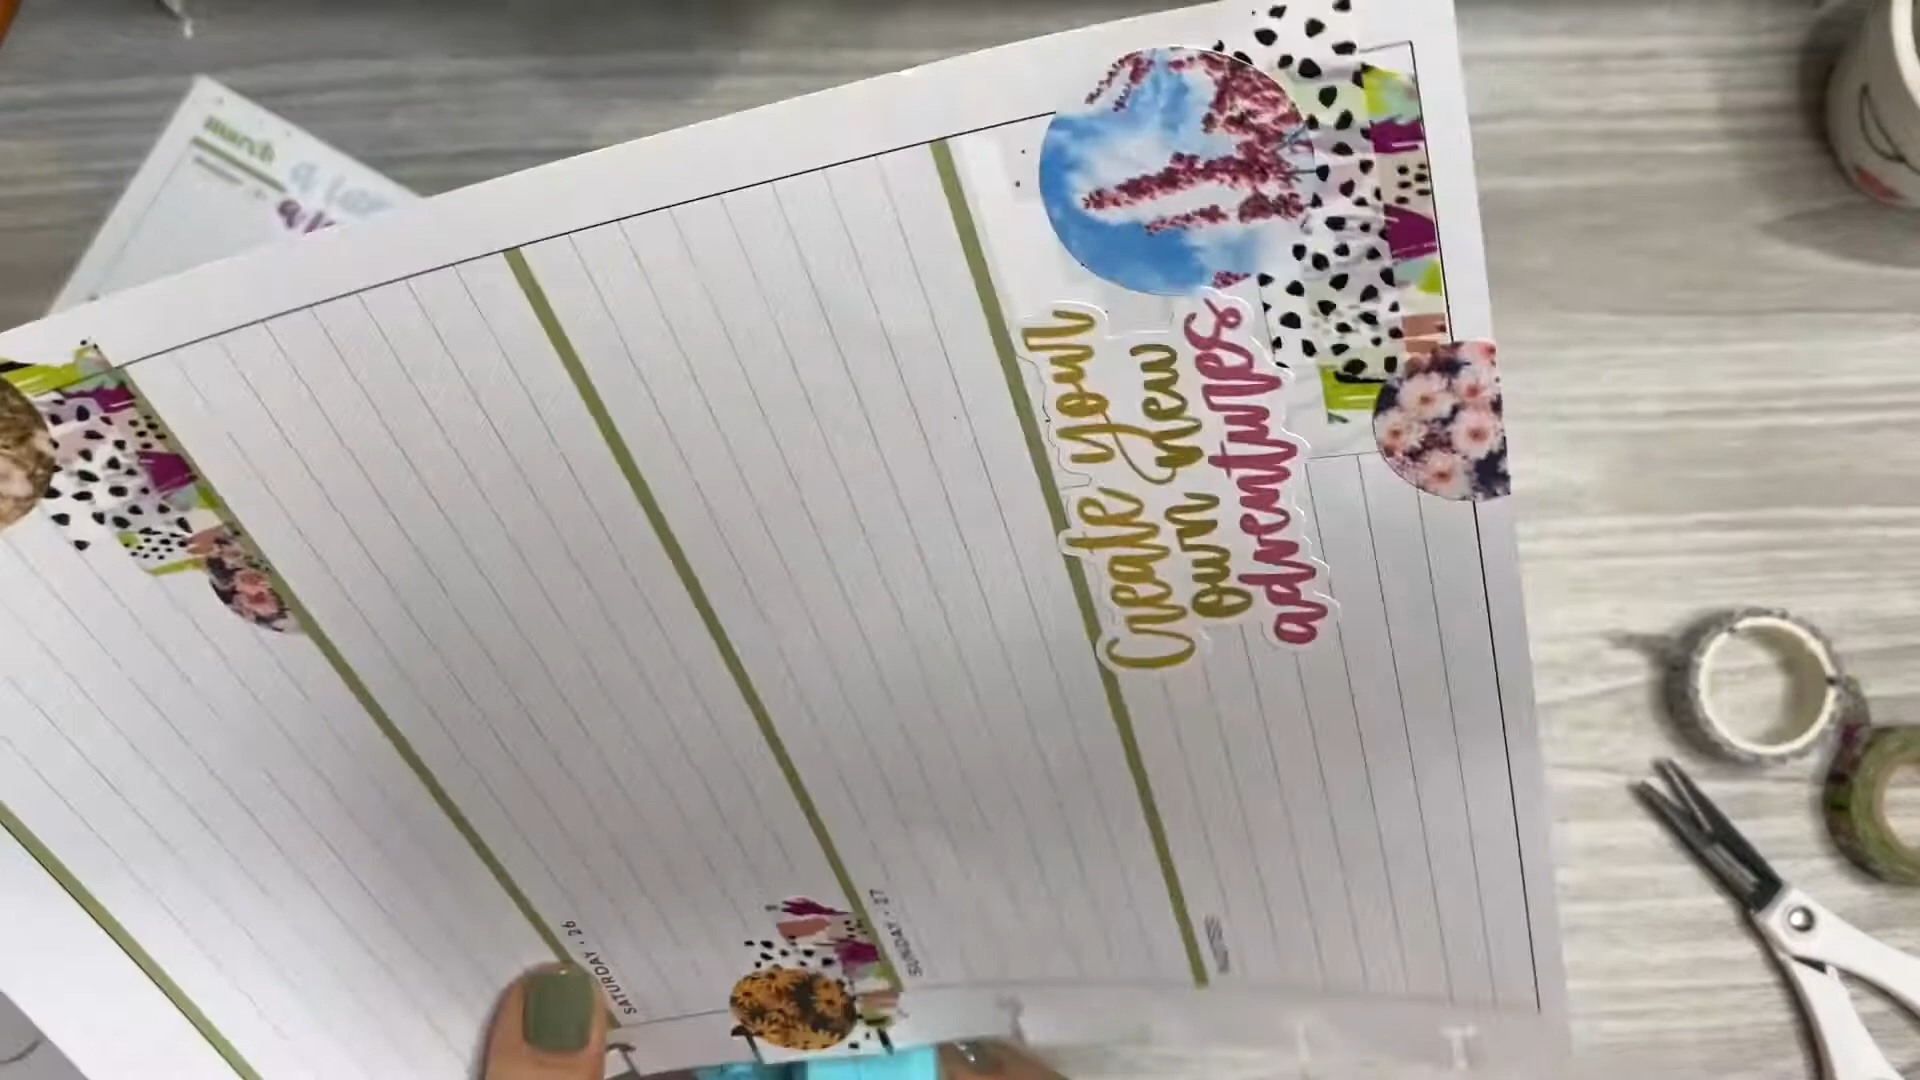 march
Create your
own new
adventures
SATURDAY • 26
SUNDAY • 27